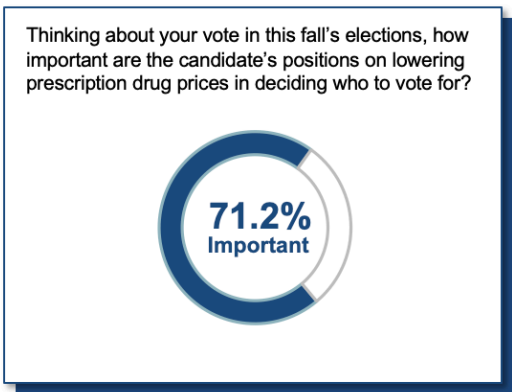 Thinking about your vote in this fall's elections, how
important are the candidate's positions on lowering
prescription drug prices in deciding who to vote for?
71.2%
Important